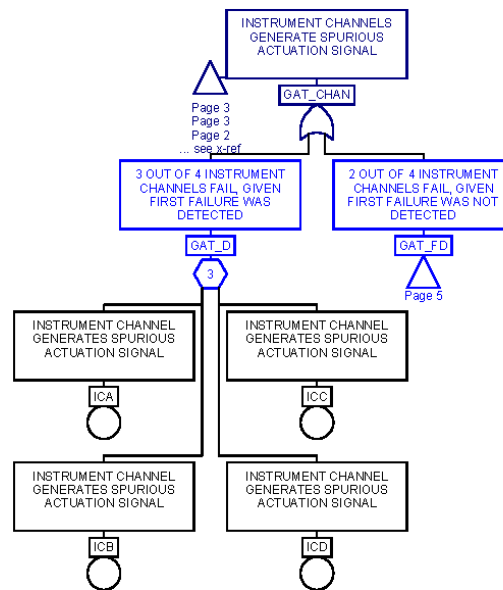 INSTRUMENT CHANNELS
GENERATE SPURIOUS
ACTUATION SIGNAL
GAT_CHAN
Page 3
Page 3
Page 2
... see x-ref
3 OUT OF 4 INSTRUMENT
CHANNELS FAIL, GIVEN
FIRST FAILURE WAS
DETECTED
2 OUT OF 4 INSTRUMENT
CHANNELS FAIL, GIVEN
FIRST FAILURE WAS NOT
DETECTED
GAT_D
GAT_FD
3
Page 5
INSTRUMENT CHANNEL
GENERATES SPURIOUS
ACTUATION SIGNAL
INSTRUMENT CHANNEL
GENERATES SPURIOUS
ACTUATION SIGNAL
ICA
ICC
INSTRUMENT CHANNEL
GENERATES SPURIOUS
ACTUATION SIGNAL
INSTRUMENT CHANNEL
GENERATES SPURIOUS
ACTUATION SIGNAL
ICB
ICD